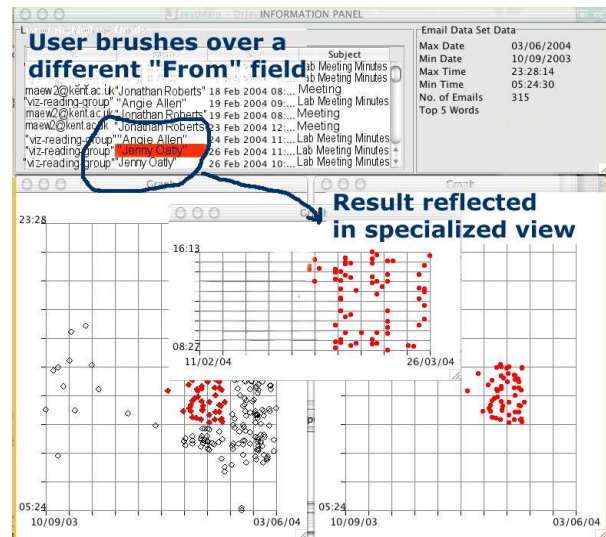 INFORMATION PANEL
User brushes over a
different "From" field
Subject
Lab Meeting Minutes
Lab Meeting Minutes
maew2@kent.ac.uk "Jonathan Roberts" 18 Feb 2004 08:... Meeting
"viz-reading-group" "Angie Allen" 19 Feb 2004 09:... Lab Meeting Minutes
maew2@kent.ac.uk "Jonathan Roberts" 19 Feb 2004 08:... Meeting
maew2@kent.ac.uk "Jonathan Roberts" 23 Feb 2004 12:... Meeting
"viz-reading-group" "Angie Allen" 24 Feb 2004 11:... Lab Meeting Minutes
"viz-reading-group" "Jenny Oatly" 26 Feb 2004 11:... Lab Meeting Minutes
"viz-reading-group" "Jenny Oatly" 26 Feb 2004 10:... Lab Meeting Minutes
Email Data Set Data
Max Date 03/06/2004
Min Date 10/09/2003
Max Time 23:28:14
Min Time 05:24:30
No. of Emails 315
Top 5 Words
Graph
Result reflected
in specialized view
23:28
16:13
08:27
11/02/04 26/03/04
05:24
10/09/03 03/06/04
05:24
10/09/03 03/06/04